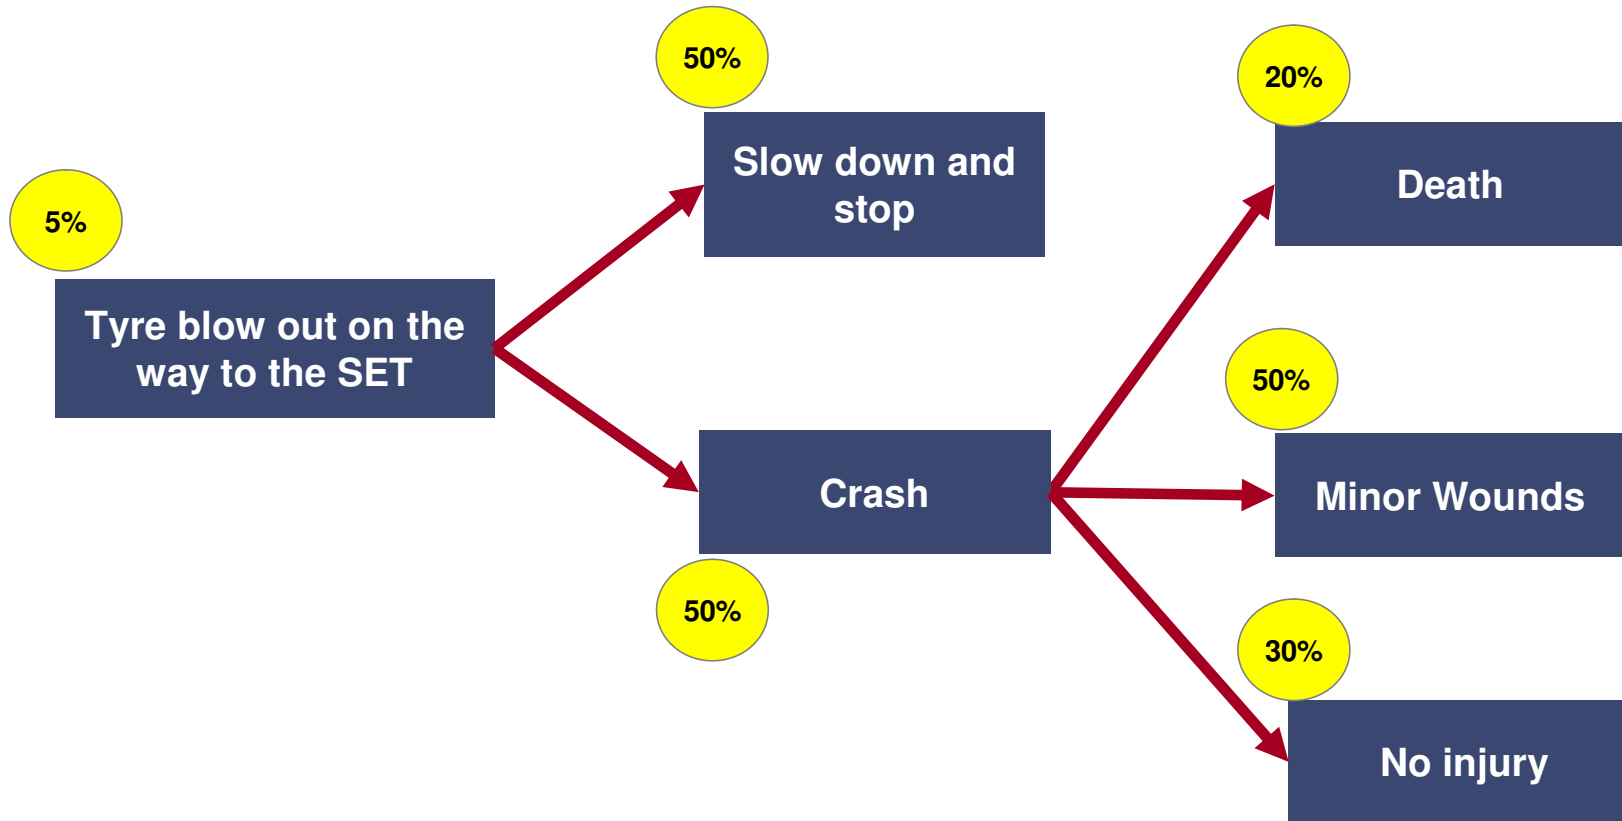 5%
Tyre blow out on the
way to the SET
50%
Slow down and
stop
Crash
50%
20%
Death
50%
Minor Wounds
30%
No injury